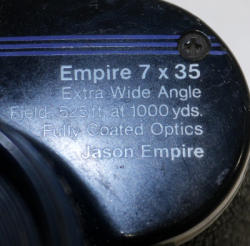 Empire 7 x 35
Extra Wide Angle
Field 525 ft. at 1000 yds.
Fully Coated Optics
Jason Empire